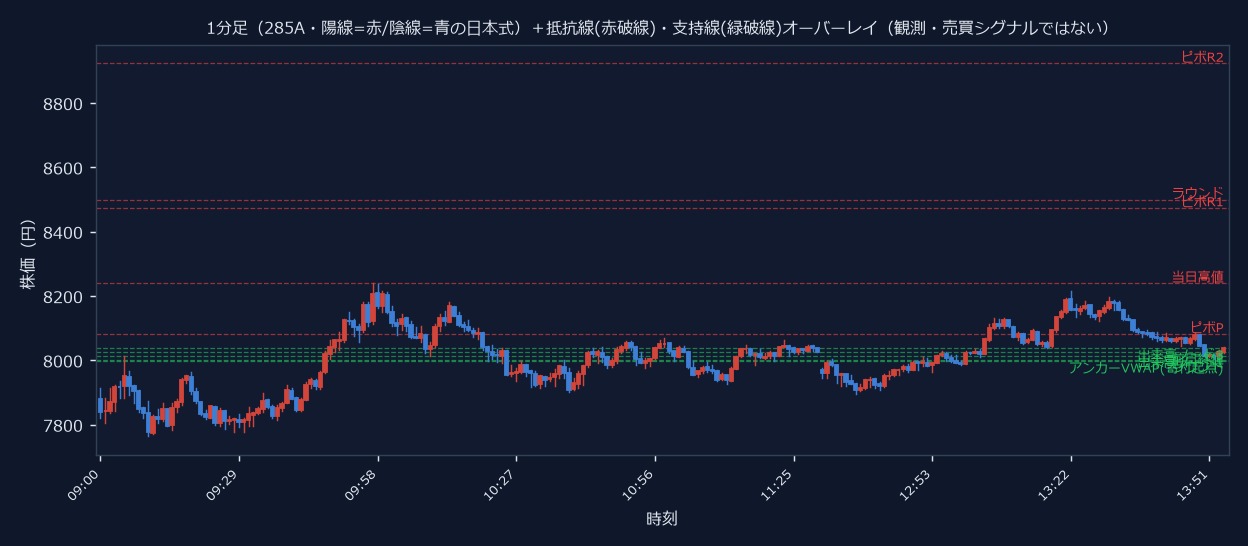 1分足（285A・陽線=赤/陰線=青の日本式）＋抵抗線(赤破線)・支持線(緑破線)オーバーレイ（観測・売買シグナルではない）
ピボR2
8800
8600
ラウンド
ピボR1
8400
株価（円）
当日高値
8200
ピボP
8000
アンカーVWAP(寄付起点)
7800
09:00
09:29
09:58
10:27
10:56
11:25
12:53
13:22
13:51
時刻